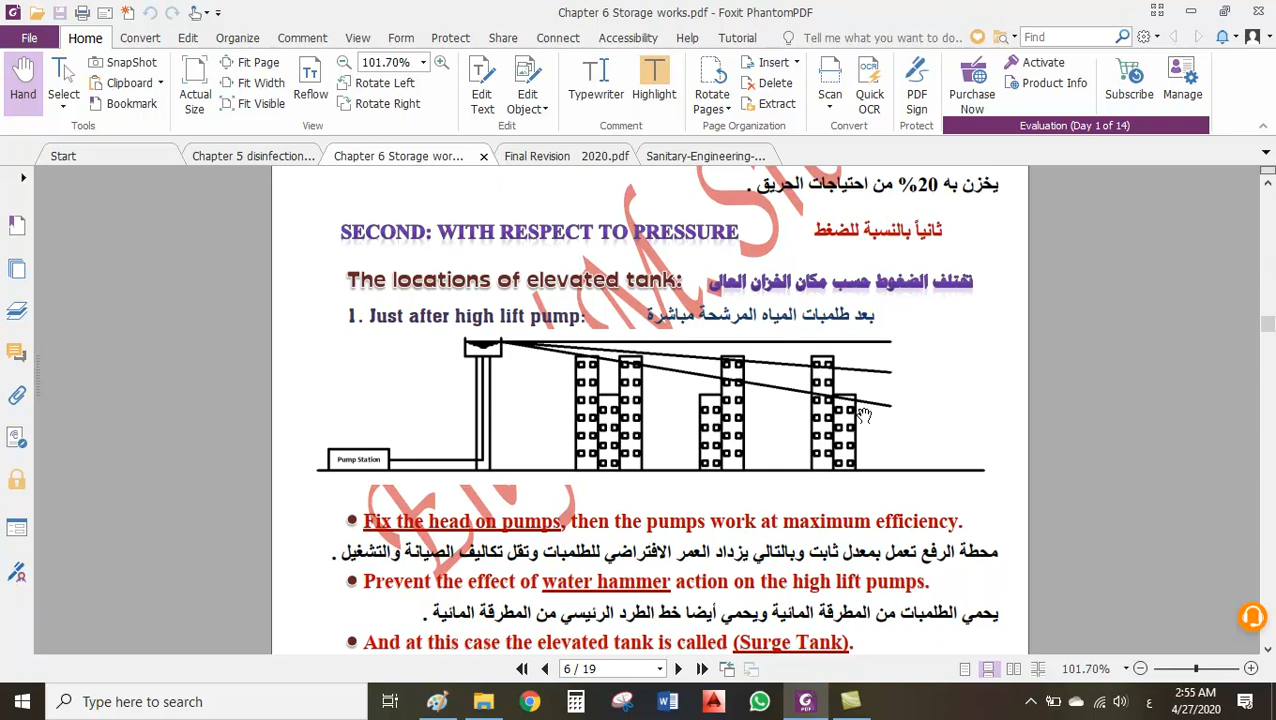 Chapter 6 Storage works.pdf - Foxit PhantomPDF
File Home Convert Edit Organize Comment View Form Protect Share Connect Accessibility Help Tutorial Tell me what you want to do.. Find
Hand
Select
SnapShot
Clipboard
Bookmark
Tools
Actual Size
Fit Page
Fit Width
Fit Visible
Reflow
101.70%
Rotate Left
Rotate Right
View
Edit Text
Edit Object
Edit
Typewriter
Highlight
Comment
Rotate Pages
Insert
Delete
Extract
Page Organization
Scan
Quick OCR
Convert
PDF Sign
Protect
Purchase Now
Activate
Product Info
Subscribe
Manage
Evaluation (Day 1 of 14)
Start Chapter 5 disinfection... Chapter 6 Storage wor... Final Revision 2020.pdf Sanitary-Engineering-...
يخزن به 20% من احتياجات الحريق .
SECOND: WITH RESPECT TO PRESSURE ثانياً بالنسبة للضغط
The locations of elevated tank: تختلف الضغوط حسب مكان الخزان العالى
1. Just after high lift pump: بعد طلمبات المياه المرشحة مباشرة
Pump Station
Fix the head on pumps, then the pumps work at maximum efficiency.
محطة الرفع تعمل بمعدل ثابت وبالتالي يزداد العمر الافتراضي للطلمبات وتقل تكاليف الصيانة والتشغيل .
Prevent the effect of water hammer action on the high lift pumps.
يحمي الطلمبات من المطرقة المائية ويحمي أيضا خط الطرد الرئيسي من المطرقة المائية .
And at this case the elevated tank is called (Surge Tank).
6 / 19
101.70%
Type here to search
ع
2:55 AM
4/27/2020